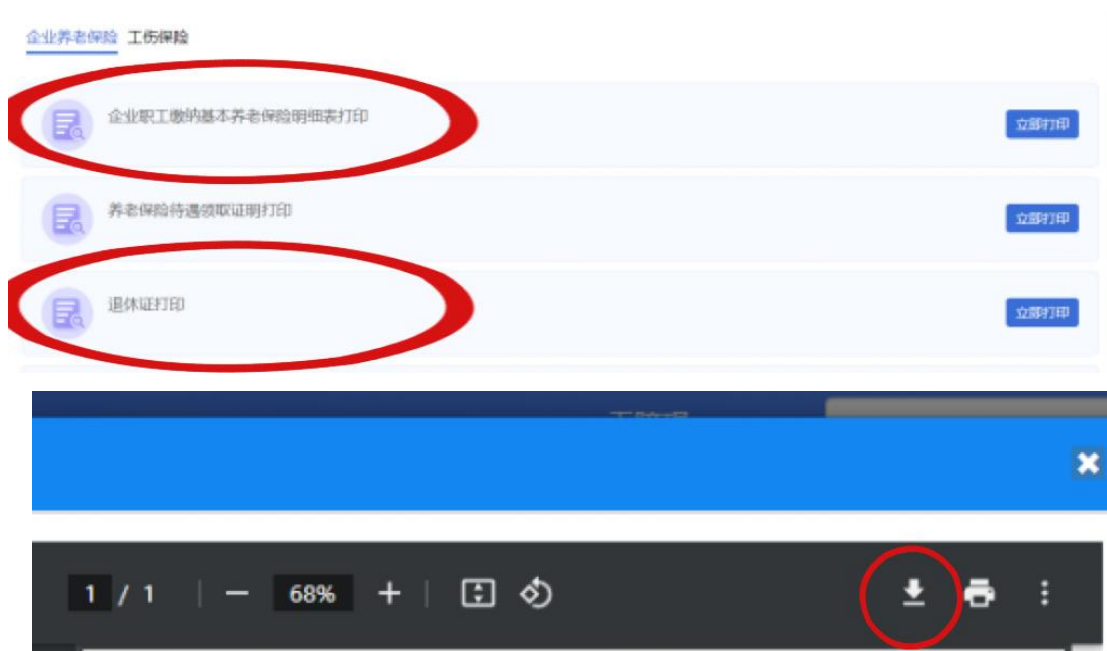 企业养老保险 工伤保险
企业职工缴纳基本养老保险明细表打印
立即打印
养老保险待遇领取证明打印
立即打印
退休证打印
立即打印
1 / 1
68%